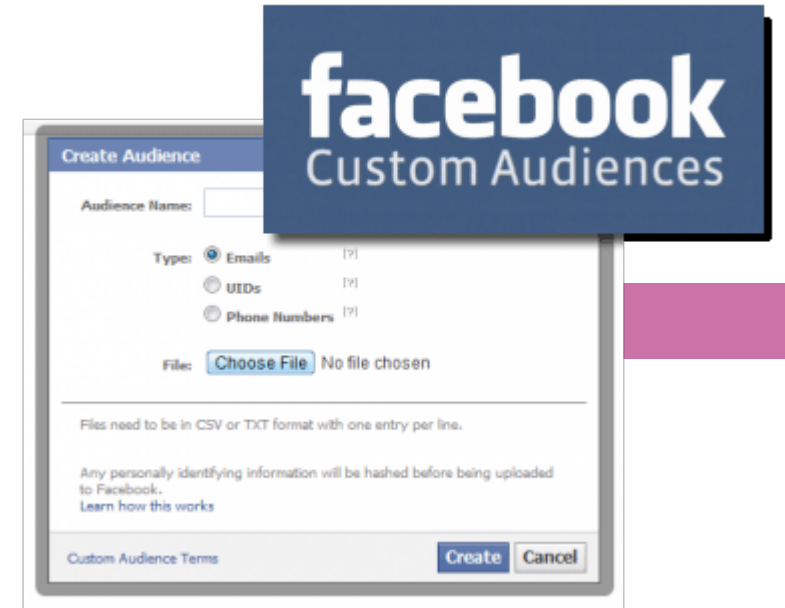 facebook
Custom Audiences
Create Audience
Audience Name:
Type: Emails [?]
UIDs [?]
Phone Numbers [?]
File: Choose File No file chosen
Files need to be in CSV or TXT format with one entry per line.
Any personally identifying information will be hashed before being uploaded
to Facebook.
Learn how this works
Custom Audience Terms Create Cancel